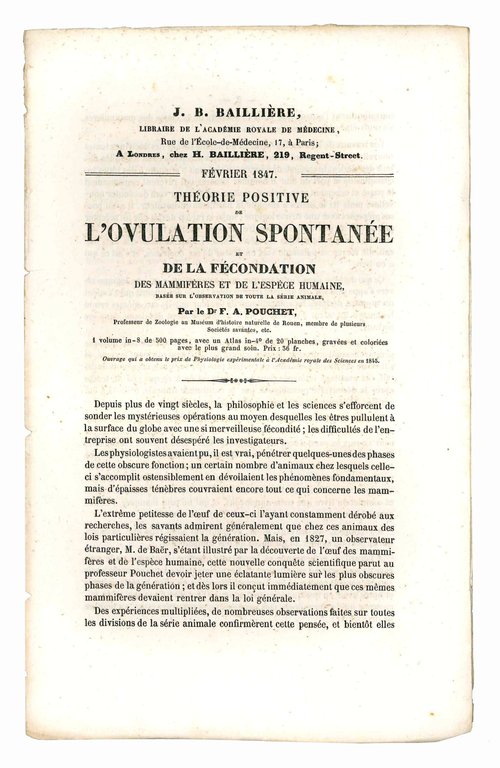 J. B. BAILLIÈRE,
LIBRAIRE DE L'ACADÉMIE ROYALE DE MÉDECINE,
Rue de l'École-de-Médecine, 17, à Paris;
A LONDRES, chez H. BAILLIÈRE, 219, Regent-Street.
FÉVRIER 1847.
THÉORIE POSITIVE
DE
L'OVULATION SPONTANÉE
ET
DE LA FÉCONDATION
DES MAMMIFÈRES ET DE L'ESPÈCE HUMAINE,
BASÉE SUR L'OBSERVATION DE TOUTE LA SÉRIE ANIMALE,
Par le Dr F. A. POUCHET,
Professeur de Zoologie au Muséum d'histoire naturelle de Rouen, membre de plusieurs
Sociétés savantes, etc.
1 volume in-8 de 500 pages, avec un Atlas in-4° de 20 planches, gravées et coloriées
avec le plus grand soin. Prix : 36 fr.
Ouvrage qui a obtenu le prix de Physiologie expérimentale à l'Académie royale des Sciences en 1845.
Depuis plus de vingt siècles, la philosophie et les sciences s'efforcent de
sonder les mystérieuses opérations au moyen desquelles les êtres pullulent à
la surface du globe avec une si merveilleuse fécondité ; les difficultés de l'en-
treprise ont souvent désespéré les investigateurs.
Les physiologistes avaient pu, il est vrai, pénétrer quelques-unes des phases
de cette obscure fonction ; un certain nombre d'animaux chez lesquels celle-
ci s'accomplit ostensiblement en dévoilaient les phénomènes fondamentaux,
mais d'épaisses ténèbres couvraient encore tout ce qui concerne les mam-
mifères.
L'extrême petitesse de l'œuf de ceux-ci l'ayant constamment dérobé aux
recherches, les savants admirent généralement que chez ces animaux des
lois particulières régissaient la génération. Mais, en 1827, un observateur
étranger, M. de Baër, s'étant illustré par la découverte de l'œuf des mammi-
fères et de l'espèce humaine, cette nouvelle conquête scientifique parut au
professeur Pouchet devoir jeter une éclatante lumière sur les plus obscures
phases de la génération ; et dès lors il conçut immédiatement que ces mêmes
mammifères devaient rentrer dans la loi générale.
Des expériences multipliées, de nombreuses observations faites sur toutes
les divisions de la série animale confirmèrent cette pensée, et bientôt elles